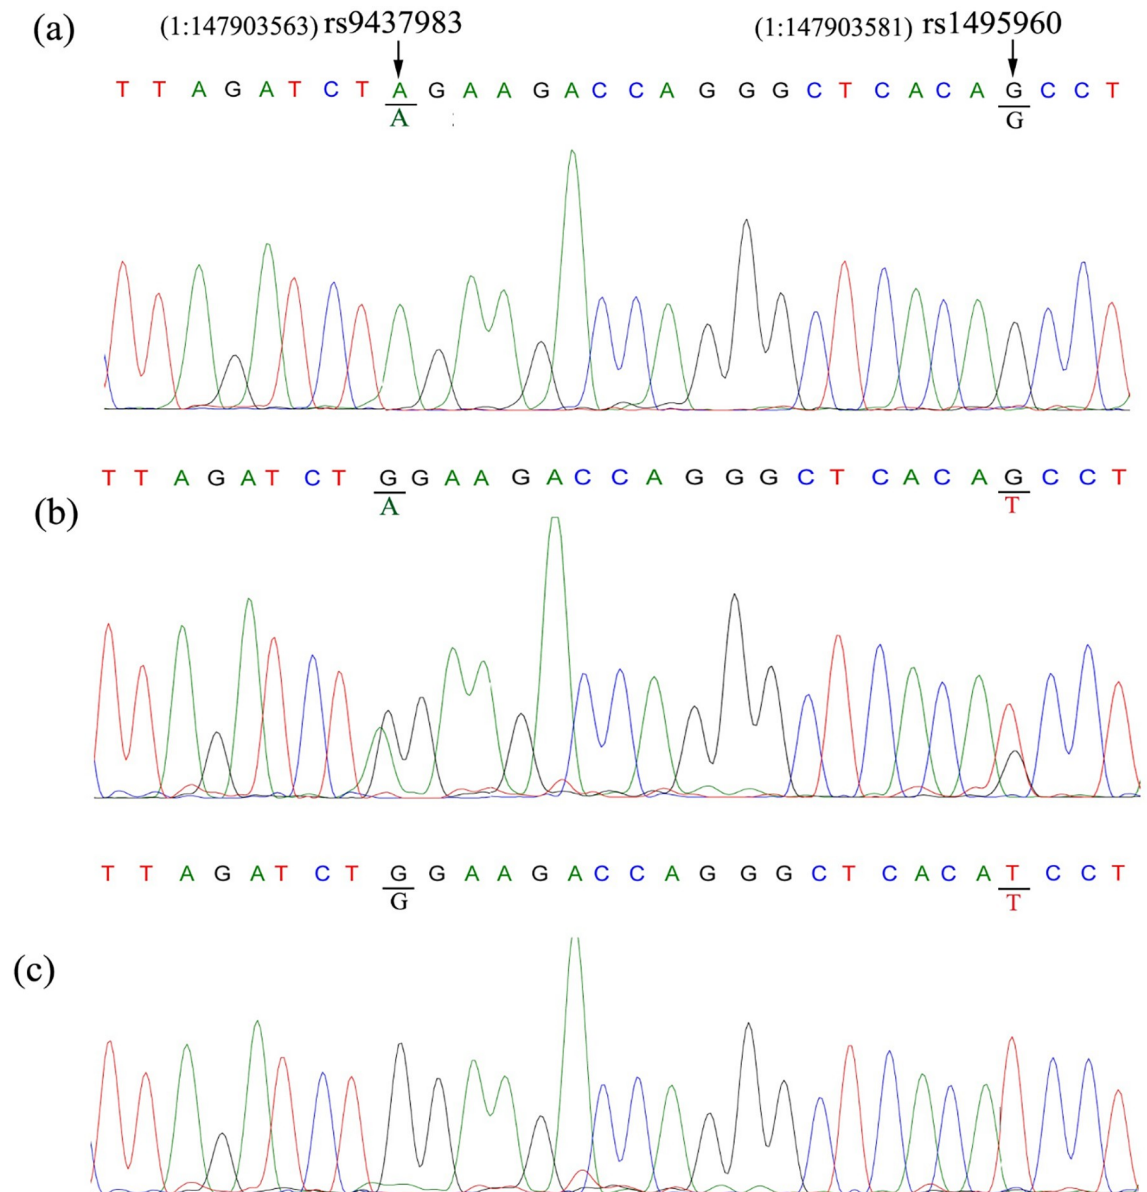 (a)
(1:147903563) rs9437983 (1:147903581) rs1495960
T T A G A T C T A G A A G A C C A G G G C T C A C A G C C T
A G
T T A G A T C T G G A A G A C C A G G G C T C A C A G C C T
A T
(b)
T T A G A T C T G G A A G A C C A G G G C T C A C A T C C T
G T
(c)